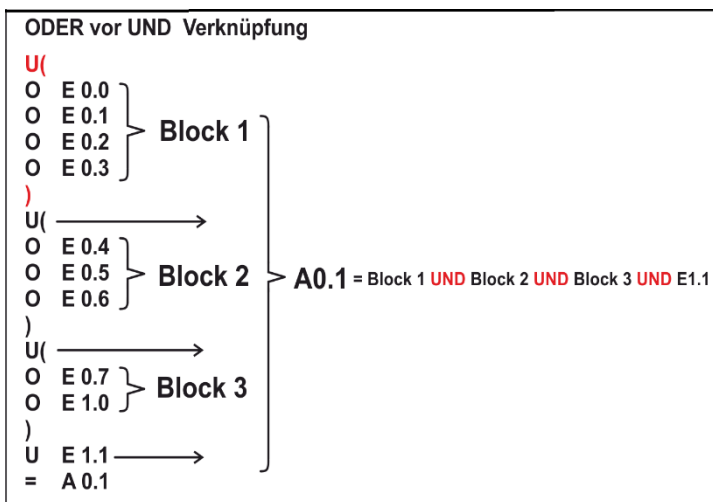 ODER vor UND Verknüpfung
U(
O E 0.0
O E 0.1
O E 0.2
O E 0.3
Block 1
)
U(
O E 0.4
O E 0.5
O E 0.6
Block 2
A0.1 = Block 1 UND Block 2 UND Block 3 UND E1.1
)
U(
O E 0.7
O E 1.0
Block 3
)
U E 1.1
= A 0.1